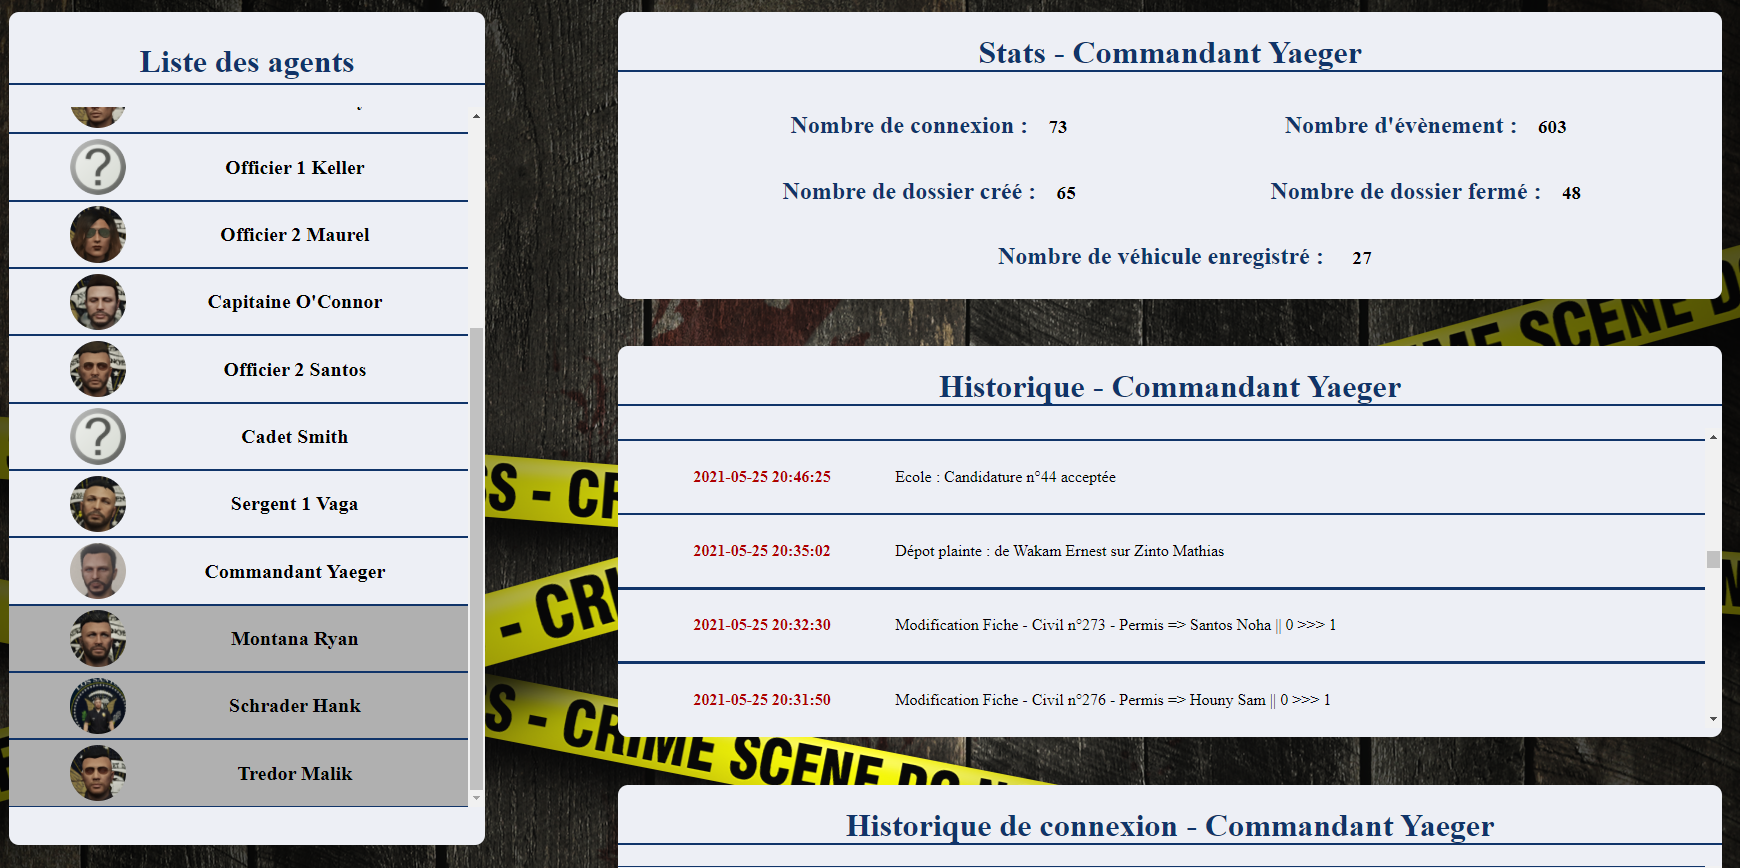 Liste des agents
Officier 1 Keller
Officier 2 Maurel
Capitaine O'Connor
Officier 2 Santos
Cadet Smith
Sergent 1 Vaga
Commandant Yaeger
Montana Ryan
Schrader Hank
Tredor Malik
Stats - Commandant Yaeger
Nombre de connexion : 73
Nombre d'évènement : 603
Nombre de dossier créé : 65
Nombre de dossier fermé : 48
Nombre de véhicule enregistré : 27
Historique - Commandant Yaeger
2021-05-25 20:46:25 Ecole : Candidature n°44 acceptée
2021-05-25 20:35:02 Dépot plainte : de Wakam Ernest sur Zinto Mathias
2021-05-25 20:32:30 Modification Fiche - Civil n°273 - Permis => Santos Noha || 0 >>> 1
2021-05-25 20:31:50 Modification Fiche - Civil n°276 - Permis => Houny Sam || 0 >>> 1
Historique de connexion - Commandant Yaeger
CRIME SCENE D
S - CR
- CRI
S - CRIME SCENE DO N